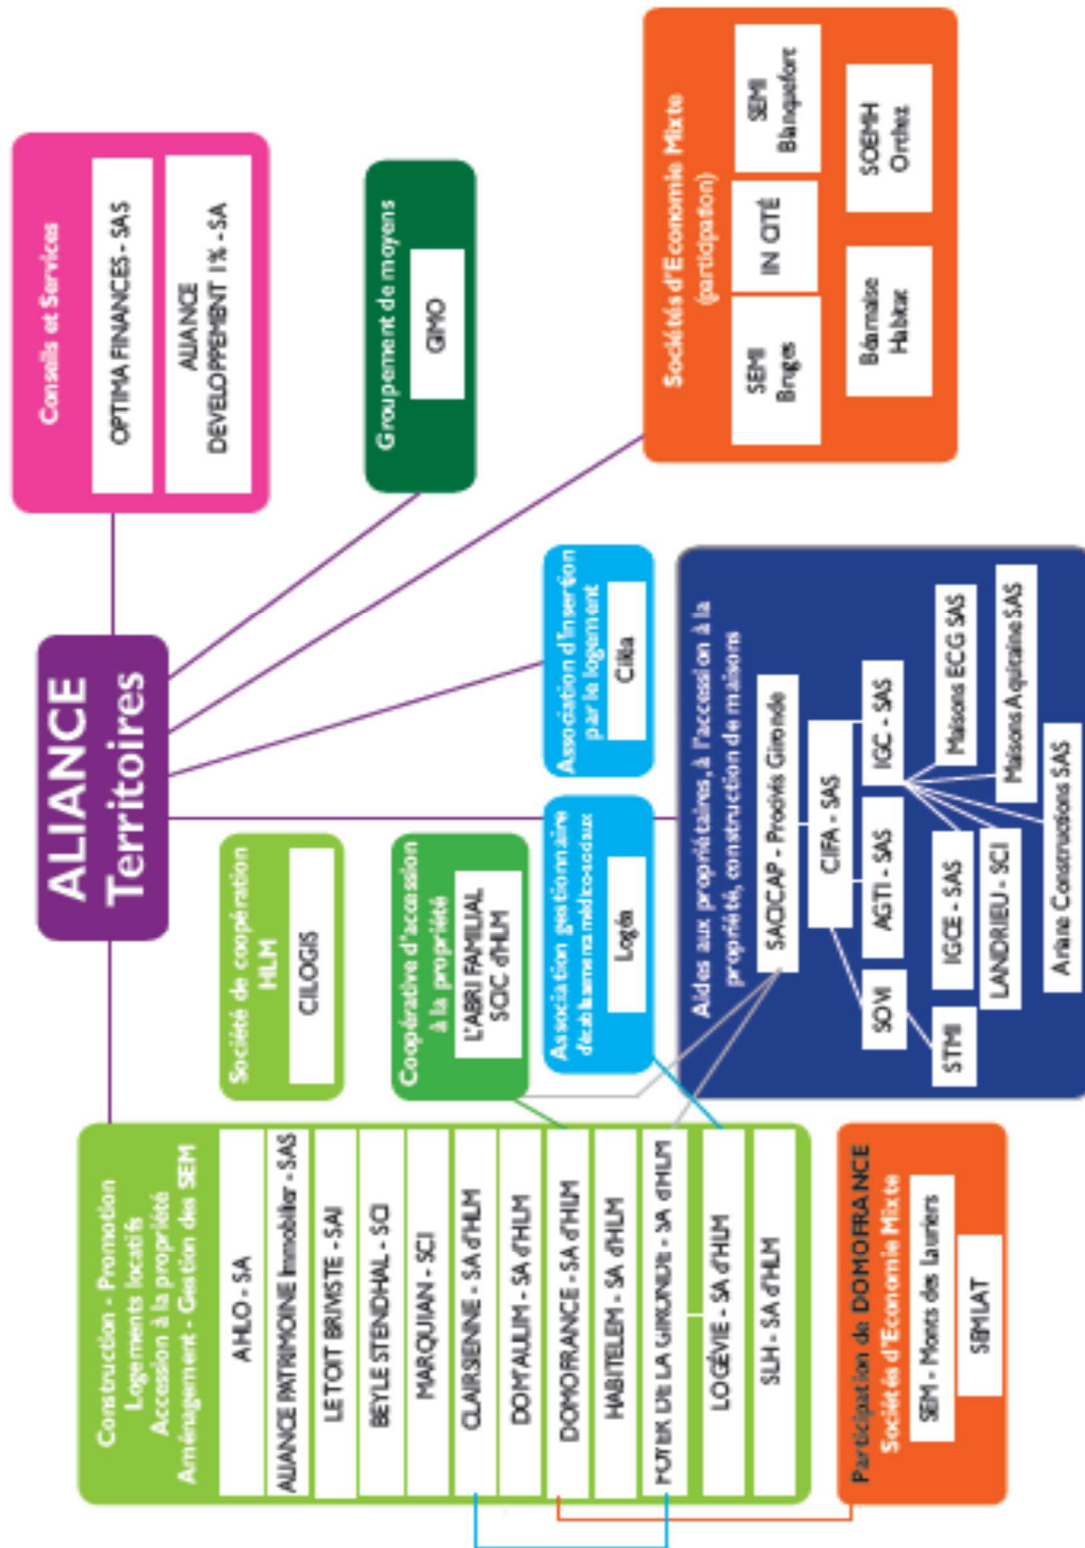 ALIANCE
Territoires
Construction - Promotion
Logements locatifs
Accession à la propriété
Aménagement - Gestion des SEM
AHLO - SA
ALIANCE PATRIMOINE Immobilier - SAS
LE TOIT BRIVISTE - SAI
BEYLE STENDHAL - SCI
MARQUIAN - SCI
CLAIRSIENNE - SA d'HLM
DOM'AULIM - SA d'HLM
DOMOFRANCE - SA d'HLM
HABITELEM - SA d'HLM
FOYER DE LA GIRONDE - SA d'HLM
LOGÉVIE - SA d'HLM
SLH - SA d'HLM
Participation de DOMOFRANCE
Sociétés d'Economie Mixte
SEM - Monts des Lauriers
SEMILAT
Société de coopération
HLM
CILOGIS
Coopérative d'accession
à la propriété
L'ABRI FAMILIAL
SCIC d'HLM
Association gestionnaire
d'établissements médico-sociaux
Logéa
Association d'insertion
par le logement
Ciléa
Aides aux propriétaires, à l'accession à la
propriété, construction de maisons
SACICAP - Procivis Gironde
CIFA - SAS
SOVI
AGTI - SAS
IGC - SAS
STMI
IGCE - SAS
Maisons ECG SAS
LANDRIEU - SCI
Maisons Aquitaine SAS
Ariane Constructions SAS
Conseils et Services
OPTIMA FINANCES - SAS
ALIANCE
DEVELOPPEMENT 1% - SA
Groupement de moyens
GIMO
Sociétés d'Economie Mixte
(participation)
SEMI
Bruges
IN CITÉ
SEMI
Blanquefort
Béarnaise
Habitat
SOEMH
Orthez